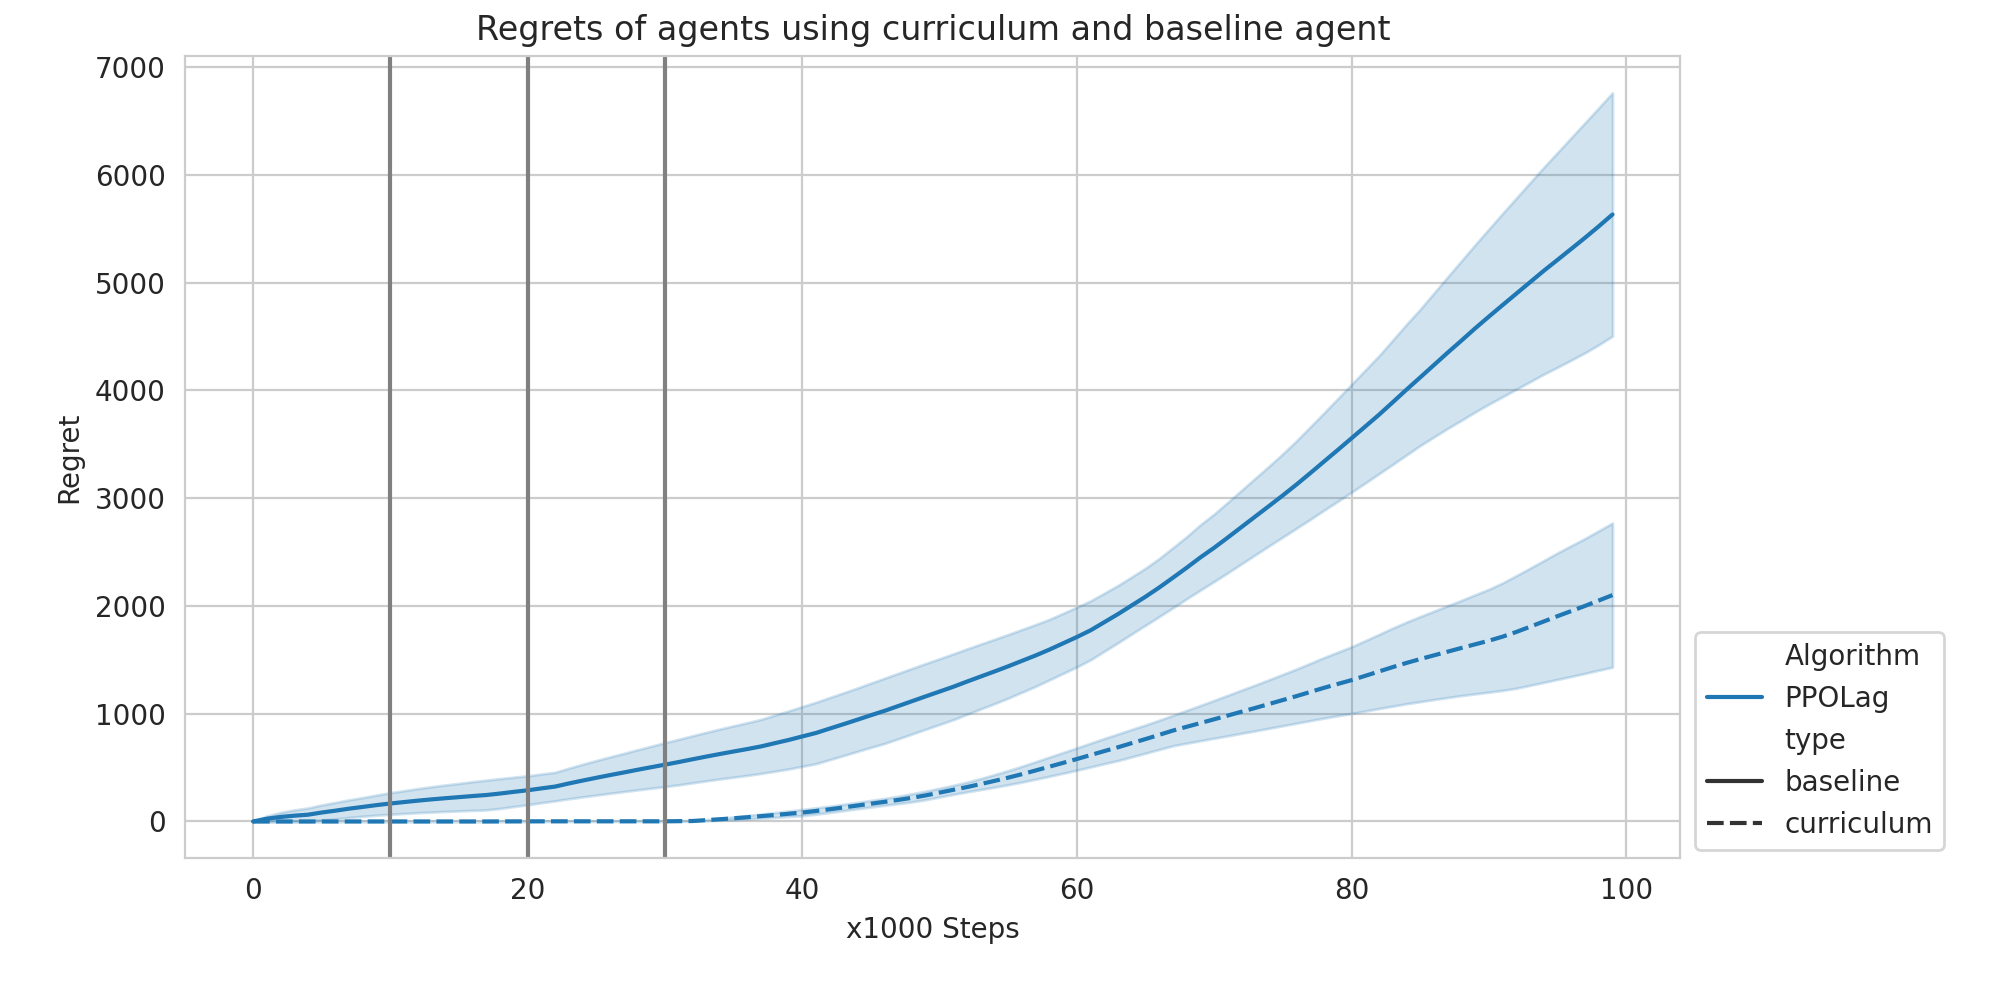 Regrets of agents using curriculum and baseline agent
7000
6000
5000
4000
3000
2000
1000
0
Regret
0 20 40 60 80 100
x1000 Steps
Algorithm
PPOLag
type
baseline
curriculum